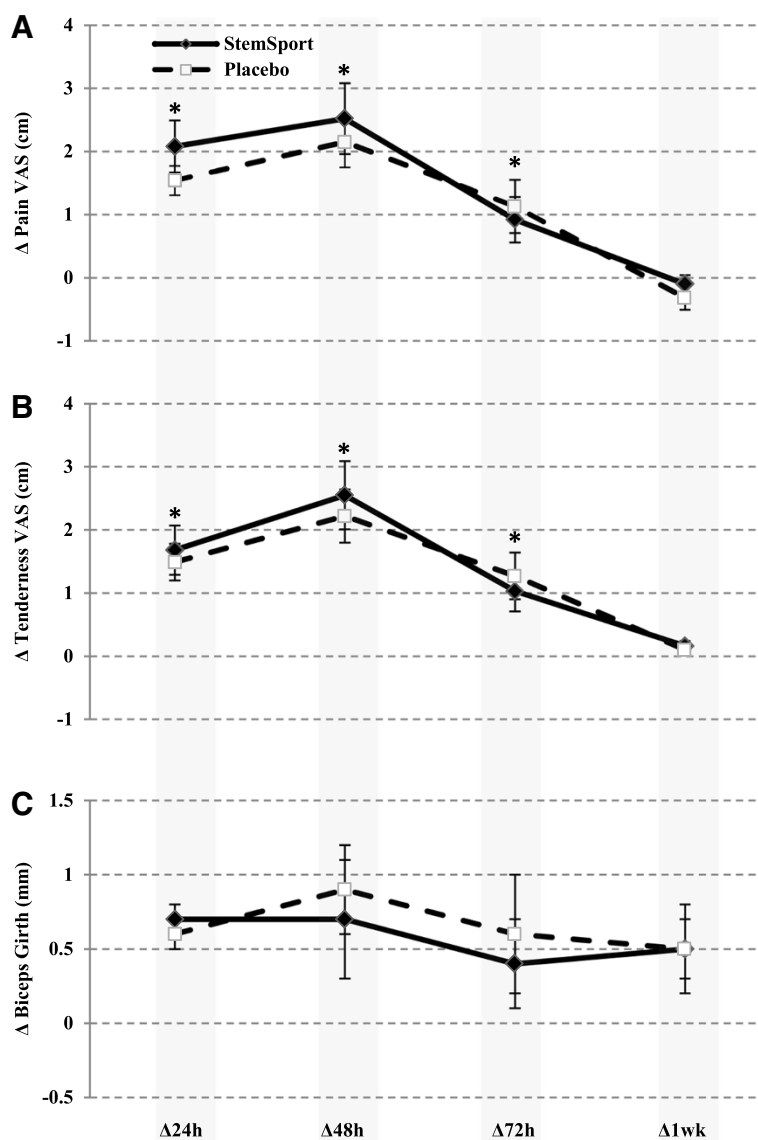 A
4
StemSport
Placebo
*
*
3
2
*
1
0
-1
Δ Pain VAS (cm)
B
4
*
3
*
2
*
1
0
-1
Δ Tenderness VAS (cm)
C
1.5
1
0.5
0
-0.5
Δ Biceps Girth (mm)
Δ24h Δ48h Δ72h Δ1wk